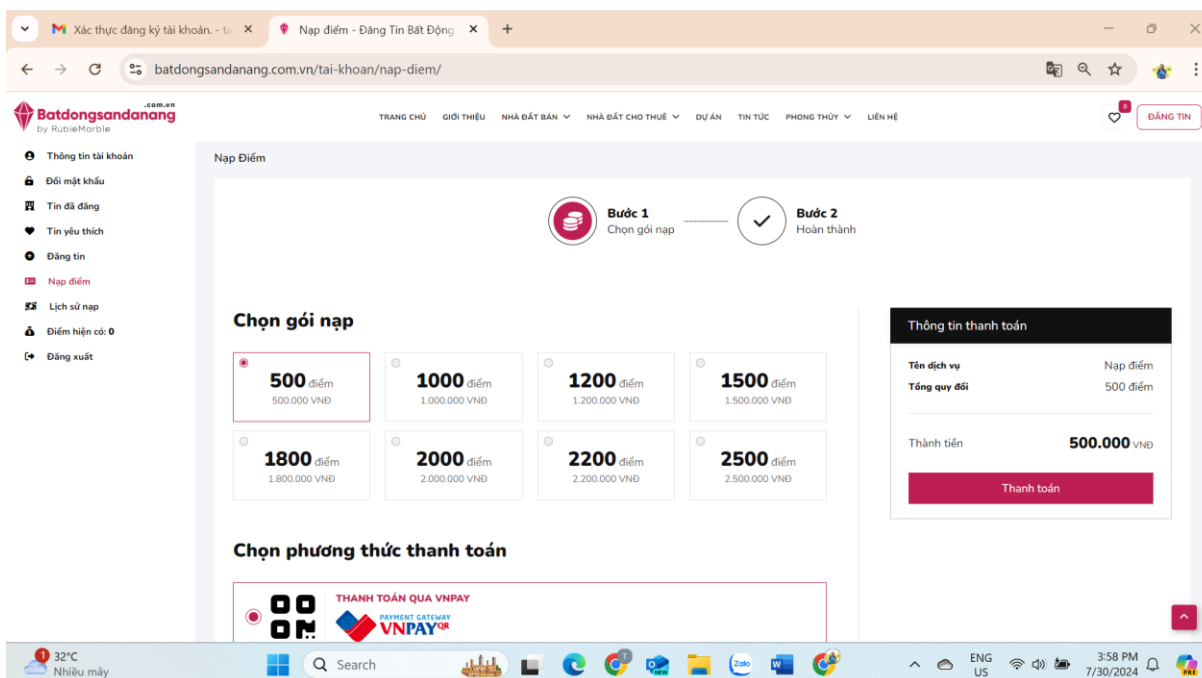 Xác thực đăng ký tài khoản. - ta
Nạp điểm - Đăng Tin Bất Động
batdongsandanang.com.vn/tai-khoan/nap-diem/
.com.vn
Batdongsandanang
by RubieMarble
TRANG CHỦ GIỚI THIỆU NHÀ ĐẤT BÁN NHÀ ĐẤT CHO THUÊ DỰ ÁN TIN TỨC PHONG THỦY LIÊN HỆ
0
ĐĂNG TIN
Thông tin tài khoản
Đổi mật khẩu
Tin đã đăng
Tin yêu thích
Đăng tin
Nạp điểm
Lịch sử nạp
Điểm hiện có: 0
Đăng xuất
Nạp Điểm
Bước 1
Chọn gói nạp
Bước 2
Hoàn thành
Chọn gói nạp
500 điểm
500.000 VNĐ
1000 điểm
1.000.000 VNĐ
1200 điểm
1.200.000 VNĐ
1500 điểm
1.500.000 VNĐ
1800 điểm
1.800.000 VNĐ
2000 điểm
2.000.000 VNĐ
2200 điểm
2.200.000 VNĐ
2500 điểm
2.500.000 VNĐ
Thông tin thanh toán
Tên dịch vụ Nạp điểm
Tổng quy đổi 500 điểm
Thành tiền 500.000 VNĐ
Thanh toán
Chọn phương thức thanh toán
THANH TOÁN QUA VNPAY
PAYMENT GATEWAY
VNPAYQR
1
32°C
Nhiều mây
Search
NEW
Zalo
W
ENG
US
3:58 PM
7/30/2024
PRE